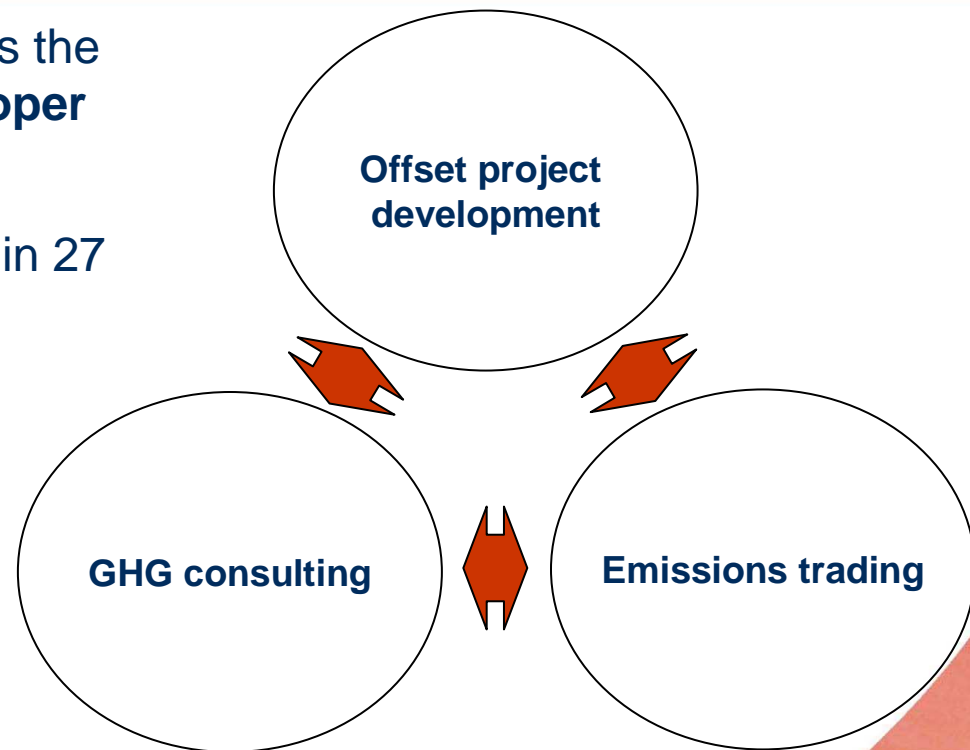 s the
oper
in 27
Offset project
development
GHG consulting
Emissions trading